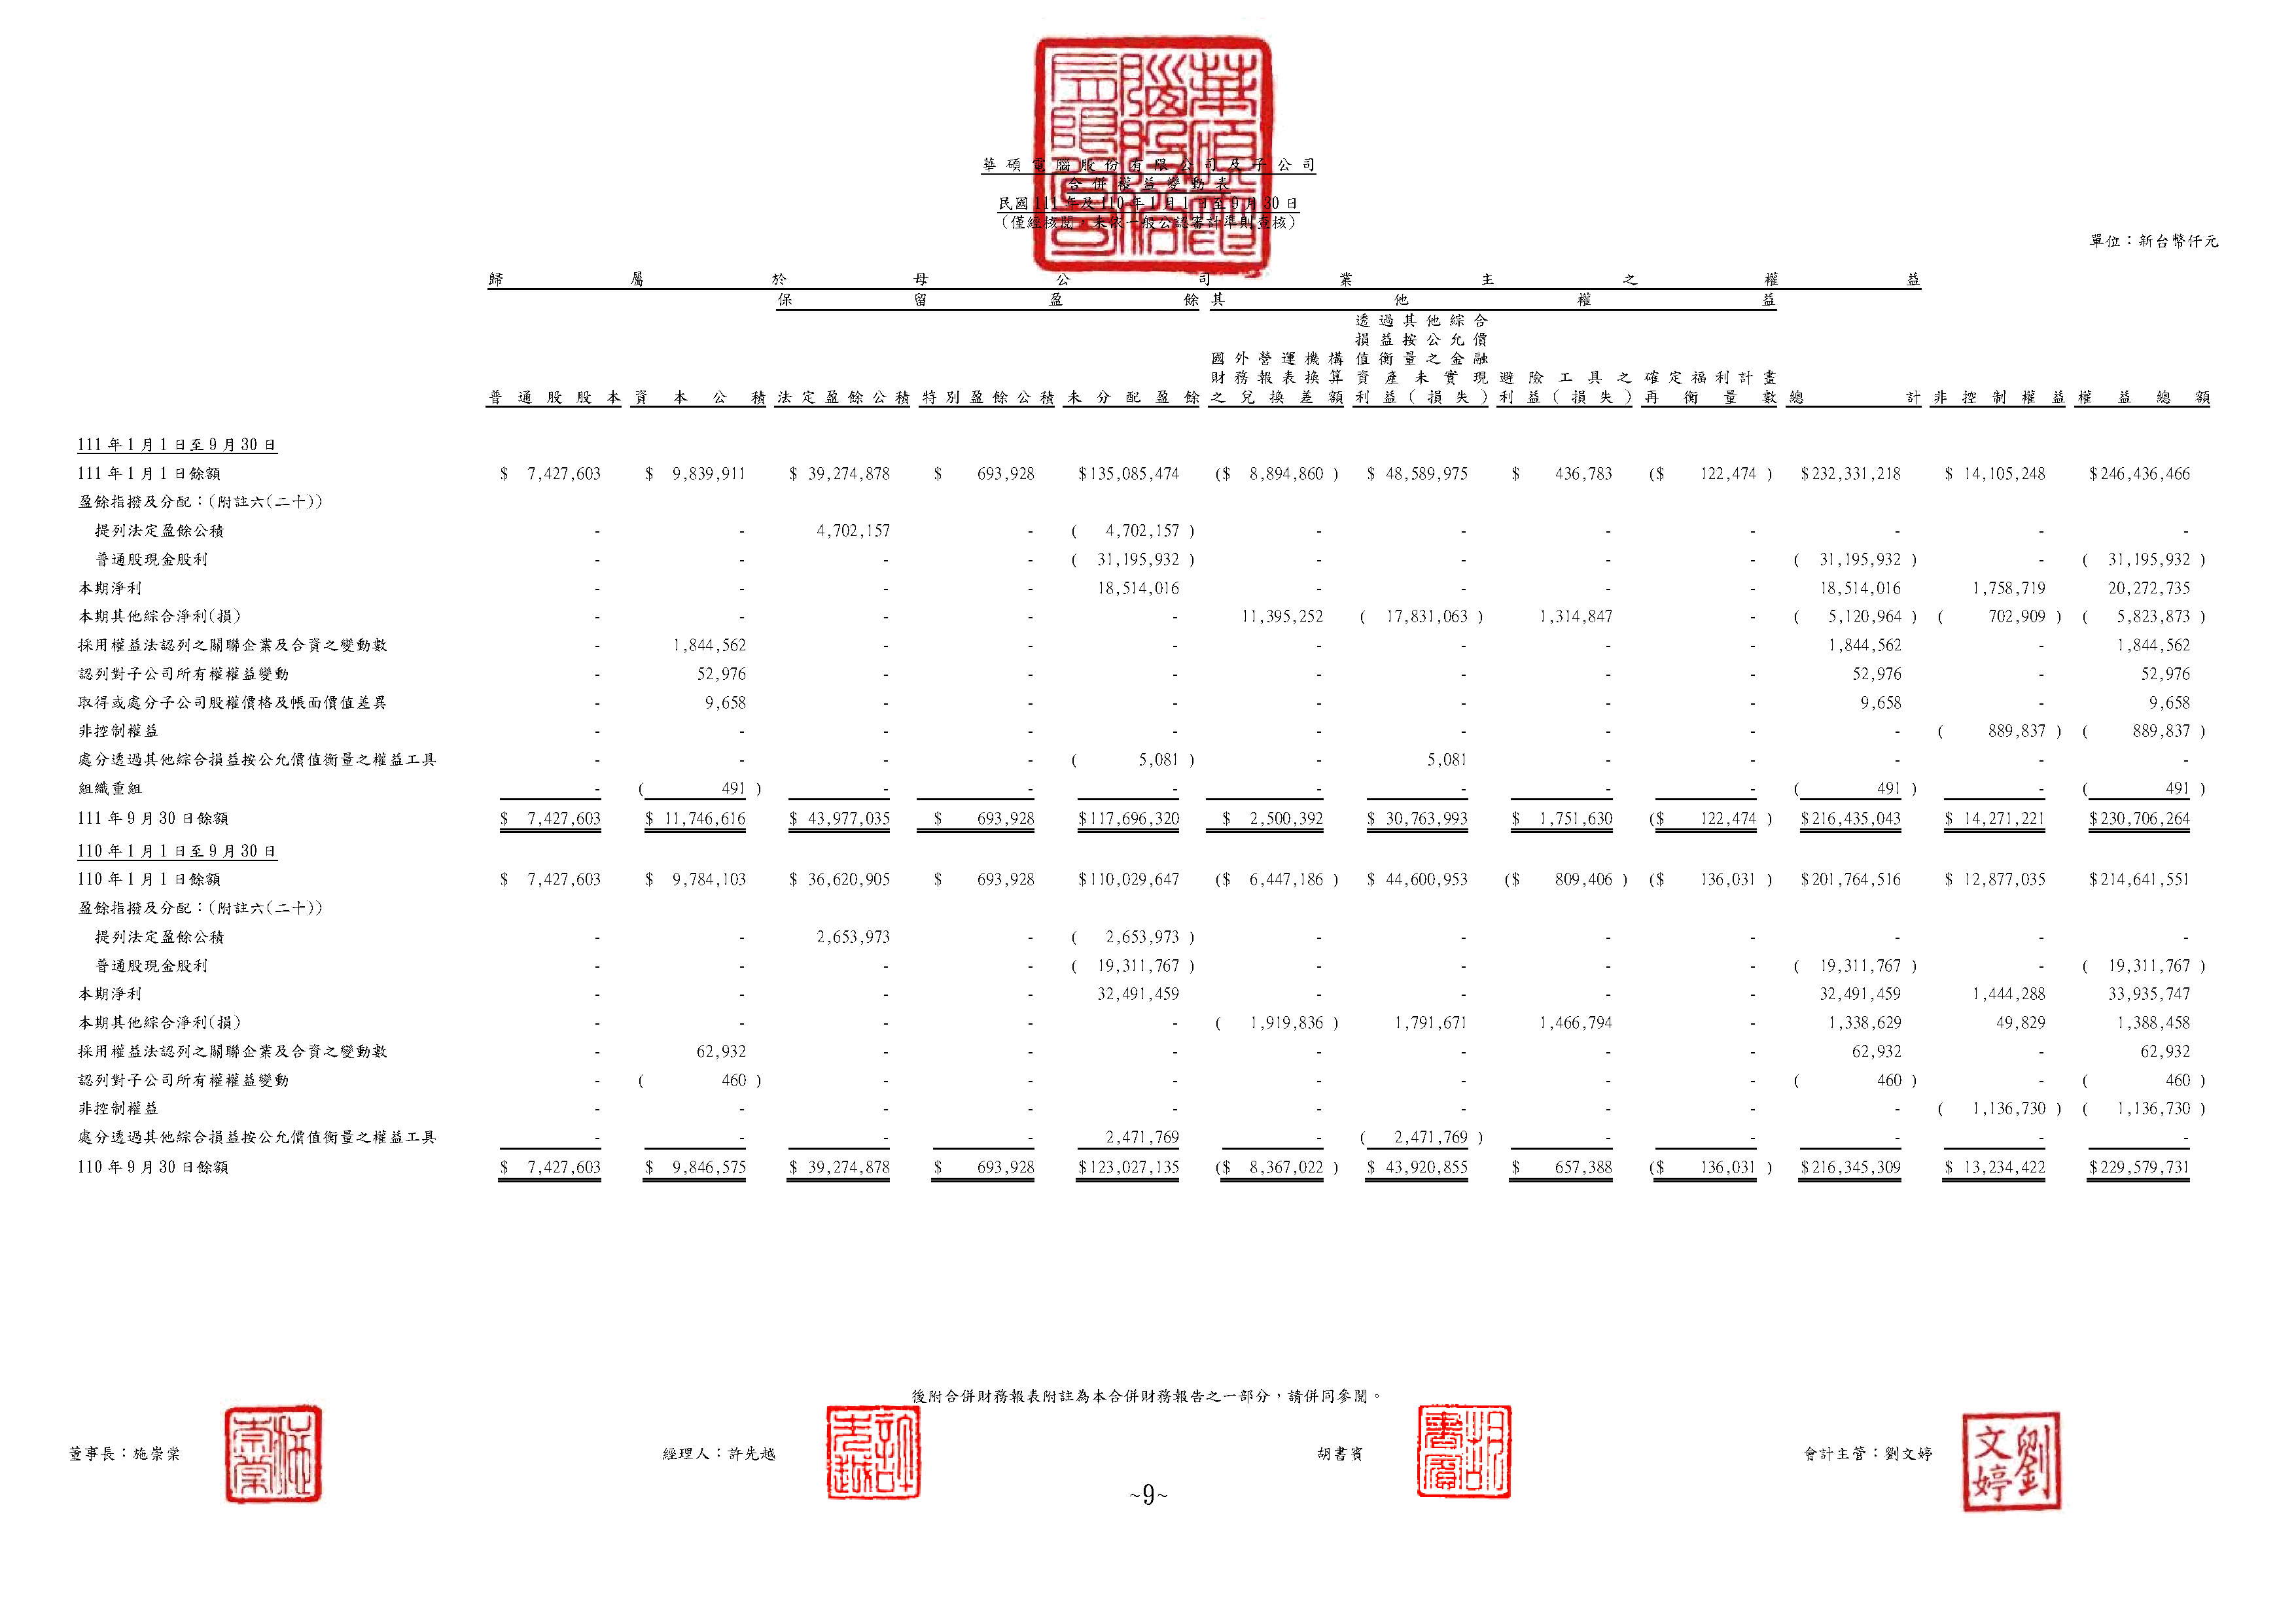 華碩電腦股份有限公司及子公司
合併權益變動表
民國111年及110年1月1日至9月30日
(僅經核閱,未依一般公認審計準則查核)
單位:新台幣仟元
歸屬於母公司業主之權益
保留盈餘 其他權益
透過其他綜合
損益按公允價
國外營運機構 值衡量之金融
財務報表換算 資產未實現 避險工具之 確定福利計畫
普通股股本 資本公積 法定盈餘公積 特別盈餘公積 未分配盈餘 之兌換差額 利益(損失) 利益(損失) 再衡量數 總計 非控制權益 權益總額
111年1月1日至9月30日
111年1月1日餘額 $ 7,427,603 $ 9,839,911 $ 39,274,878 $ 693,928 $135,085,474 ($ 8,894,860 ) $ 48,589,975 $ 436,783 ($ 122,474 ) $232,331,218 $ 14,105,248 $246,436,466
盈餘指撥及分配:(附註六(二十))
提列法定盈餘公積 - - 4,702,157 - ( 4,702,157 ) - - - - - - -
普通股現金股利 - - - - ( 31,195,932 ) - - - - ( 31,195,932 ) - ( 31,195,932 )
本期淨利 - - - - 18,514,016 - - - - 18,514,016 1,758,719 20,272,735
本期其他綜合淨利(損) - - - - - 11,395,252 ( 17,831,063 ) 1,314,847 - ( 5,120,964 ) ( 702,909 ) ( 5,823,873 )
採用權益法認列之關聯企業及合資之變動數 - 1,844,562 - - - - - - - 1,844,562 - 1,844,562
認列對子公司所有權權益變動 - 52,976 - - - - - - - 52,976 - 52,976
取得或處分子公司股權價格及帳面價值差異 - 9,658 - - - - - - - 9,658 - 9,658
非控制權益 - - - - - - - - - - ( 889,837 ) ( 889,837 )
處分透過其他綜合損益按公允價值衡量之權益工具 - - - - ( 5,081 ) - 5,081 - - - - -
組織重組 - ( 491 ) - - - - - - - ( 491 ) - ( 491 )
111年9月30日餘額 $ 7,427,603 $ 11,746,616 $ 43,977,035 $ 693,928 $117,696,320 $ 2,500,392 $ 30,763,993 $ 1,751,630 ($ 122,474 ) $216,435,043 $ 14,271,221 $230,706,264
110年1月1日至9月30日
110年1月1日餘額 $ 7,427,603 $ 9,784,103 $ 36,620,905 $ 693,928 $110,029,647 ($ 6,447,186 ) $ 44,600,953 ($ 809,406 ) ($ 136,031 ) $201,764,516 $ 12,877,035 $214,641,551
盈餘指撥及分配:(附註六(二十))
提列法定盈餘公積 - - 2,653,973 - ( 2,653,973 ) - - - - - - -
普通股現金股利 - - - - ( 19,311,767 ) - - - - ( 19,311,767 ) - ( 19,311,767 )
本期淨利 - - - - 32,491,459 - - - - 32,491,459 1,444,288 33,935,747
本期其他綜合淨利(損) - - - - - ( 1,919,836 ) 1,791,671 1,466,794 - 1,338,629 49,829 1,388,458
採用權益法認列之關聯企業及合資之變動數 - 62,932 - - - - - - - 62,932 - 62,932
認列對子公司所有權權益變動 - ( 460 ) - - - - - - - ( 460 ) - ( 460 )
非控制權益 - - - - - - - - - - ( 1,136,730 ) ( 1,136,730 )
處分透過其他綜合損益按公允價值衡量之權益工具 - - - - 2,471,769 - ( 2,471,769 ) - - - - -
110年9月30日餘額 $ 7,427,603 $ 9,846,575 $ 39,274,878 $ 693,928 $123,027,135 ($ 8,367,022 ) $ 43,920,855 $ 657,388 ($ 136,031 ) $216,345,309 $ 13,234,422 $229,579,731
後附合併財務報表附註為本合併財務報告之一部分,請併同參閱。
董事長:施崇棠 施崇棠 經理人:許先越 許先越 胡書賓 胡書賓 會計主管:劉文婷 劉文婷
~9~